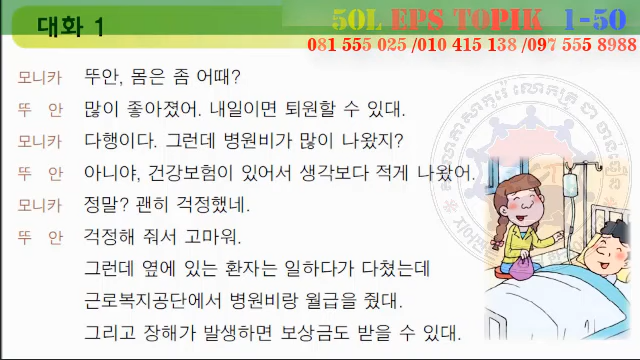 대화 1
50L EPS TOPIK 1-50
081 555 025 /010 415 138 /097 555 8988
모니카 뚜안, 몸은 좀 어때?
뚜 안 많이 좋아졌어. 내일이면 퇴원할 수 있대.
모니카 다행이다. 그런데 병원비가 많이 나왔지?
뚜 안 아니야, 건강보험이 있어서 생각보다 적게 나왔어.
모니카 정말? 괜히 걱정했네.
뚜 안 걱정해 줘서 고마워.
그런데 옆에 있는 환자는 일하다가 다쳤는데
근로복지공단에서 병원비랑 월급을 줬대.
그리고 장해가 발생하면 보상금도 받을 수 있대.